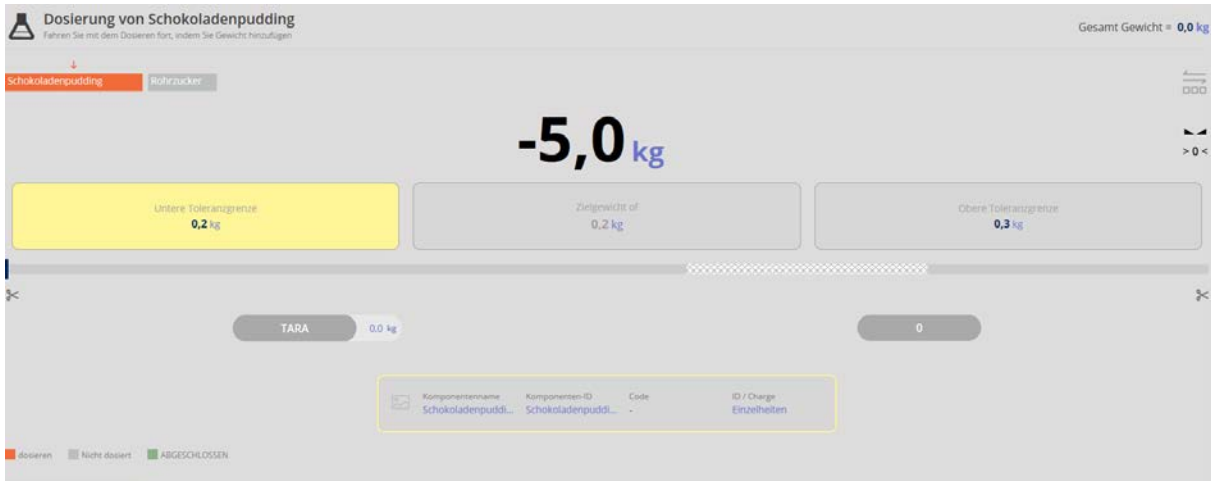 Dosierung von Schokoladenpudding
Fahren Sie mit dem Dosieren fort, indem Sie Gewicht hinzufügen
Gesamt Gewicht = 0,0 kg
Schokoladenpudding Rohrzucker
-5,0 kg
> 0 <
Untere Toleranzgrenze
0,2 kg
Zielgewicht of
0,2 kg
Obere Toleranzgrenze
0,3 kg
TARA 0.0 kg
0
Komponentenname Komponenten-ID Code ID / Charge
Schokoladenpuddi... Schokoladenpuddi... - Einzelheiten
dosieren Nicht dosiert ABGESCHLOSSEN